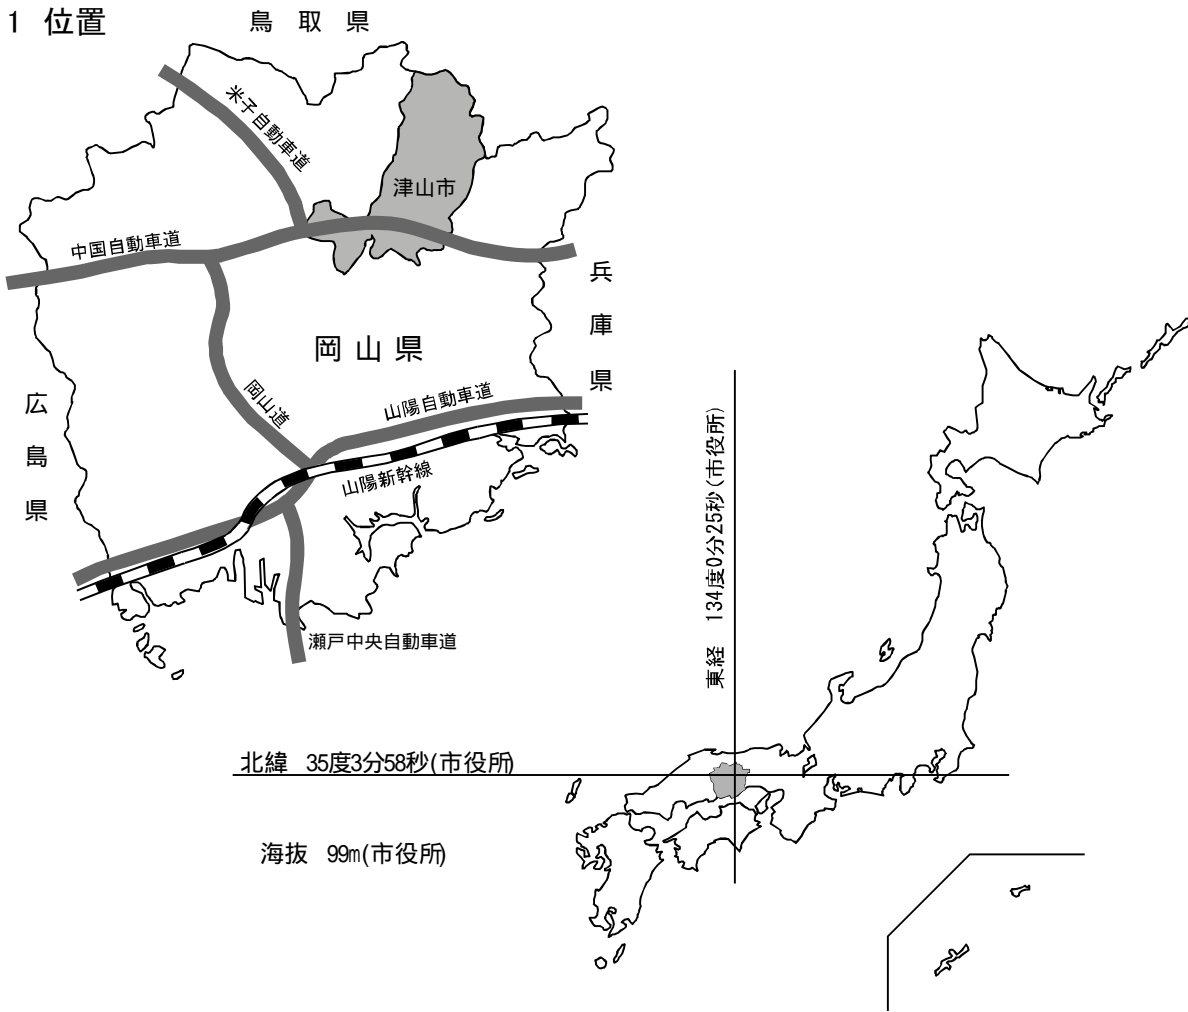 1 位置
鳥取県
米子自動車道
津山市
中国自動車道
兵庫県
岡山県
広島県
岡山道
山陽自動車道
山陽新幹線
瀬戸中央自動車道
東経 134度0分25秒(市役所)
北緯 35度3分58秒(市役所)
海抜 99m(市役所)